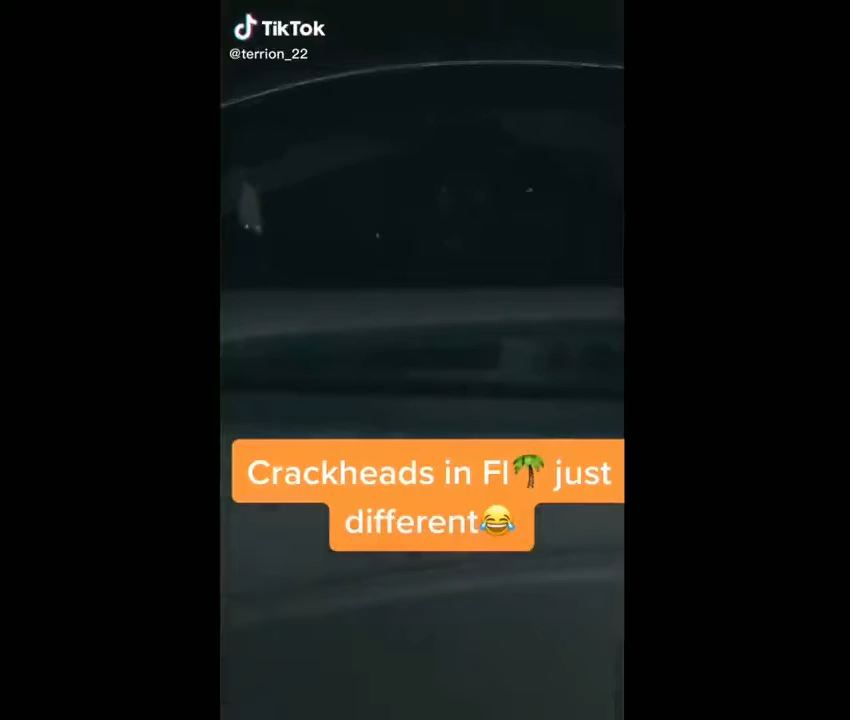 TikTok
@terrion_22
Crackheads in Fl🌴 just
different😂